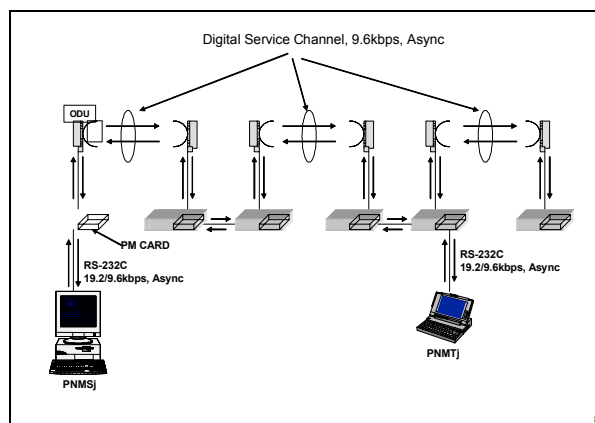 Digital Service Channel, 9.6kbps, Async
ODU
PM CARD
RS-232C
19.2/9.6kbps, Async
RS-232C
19.2/9.6kbps, Async
PNMTj
PNMSj